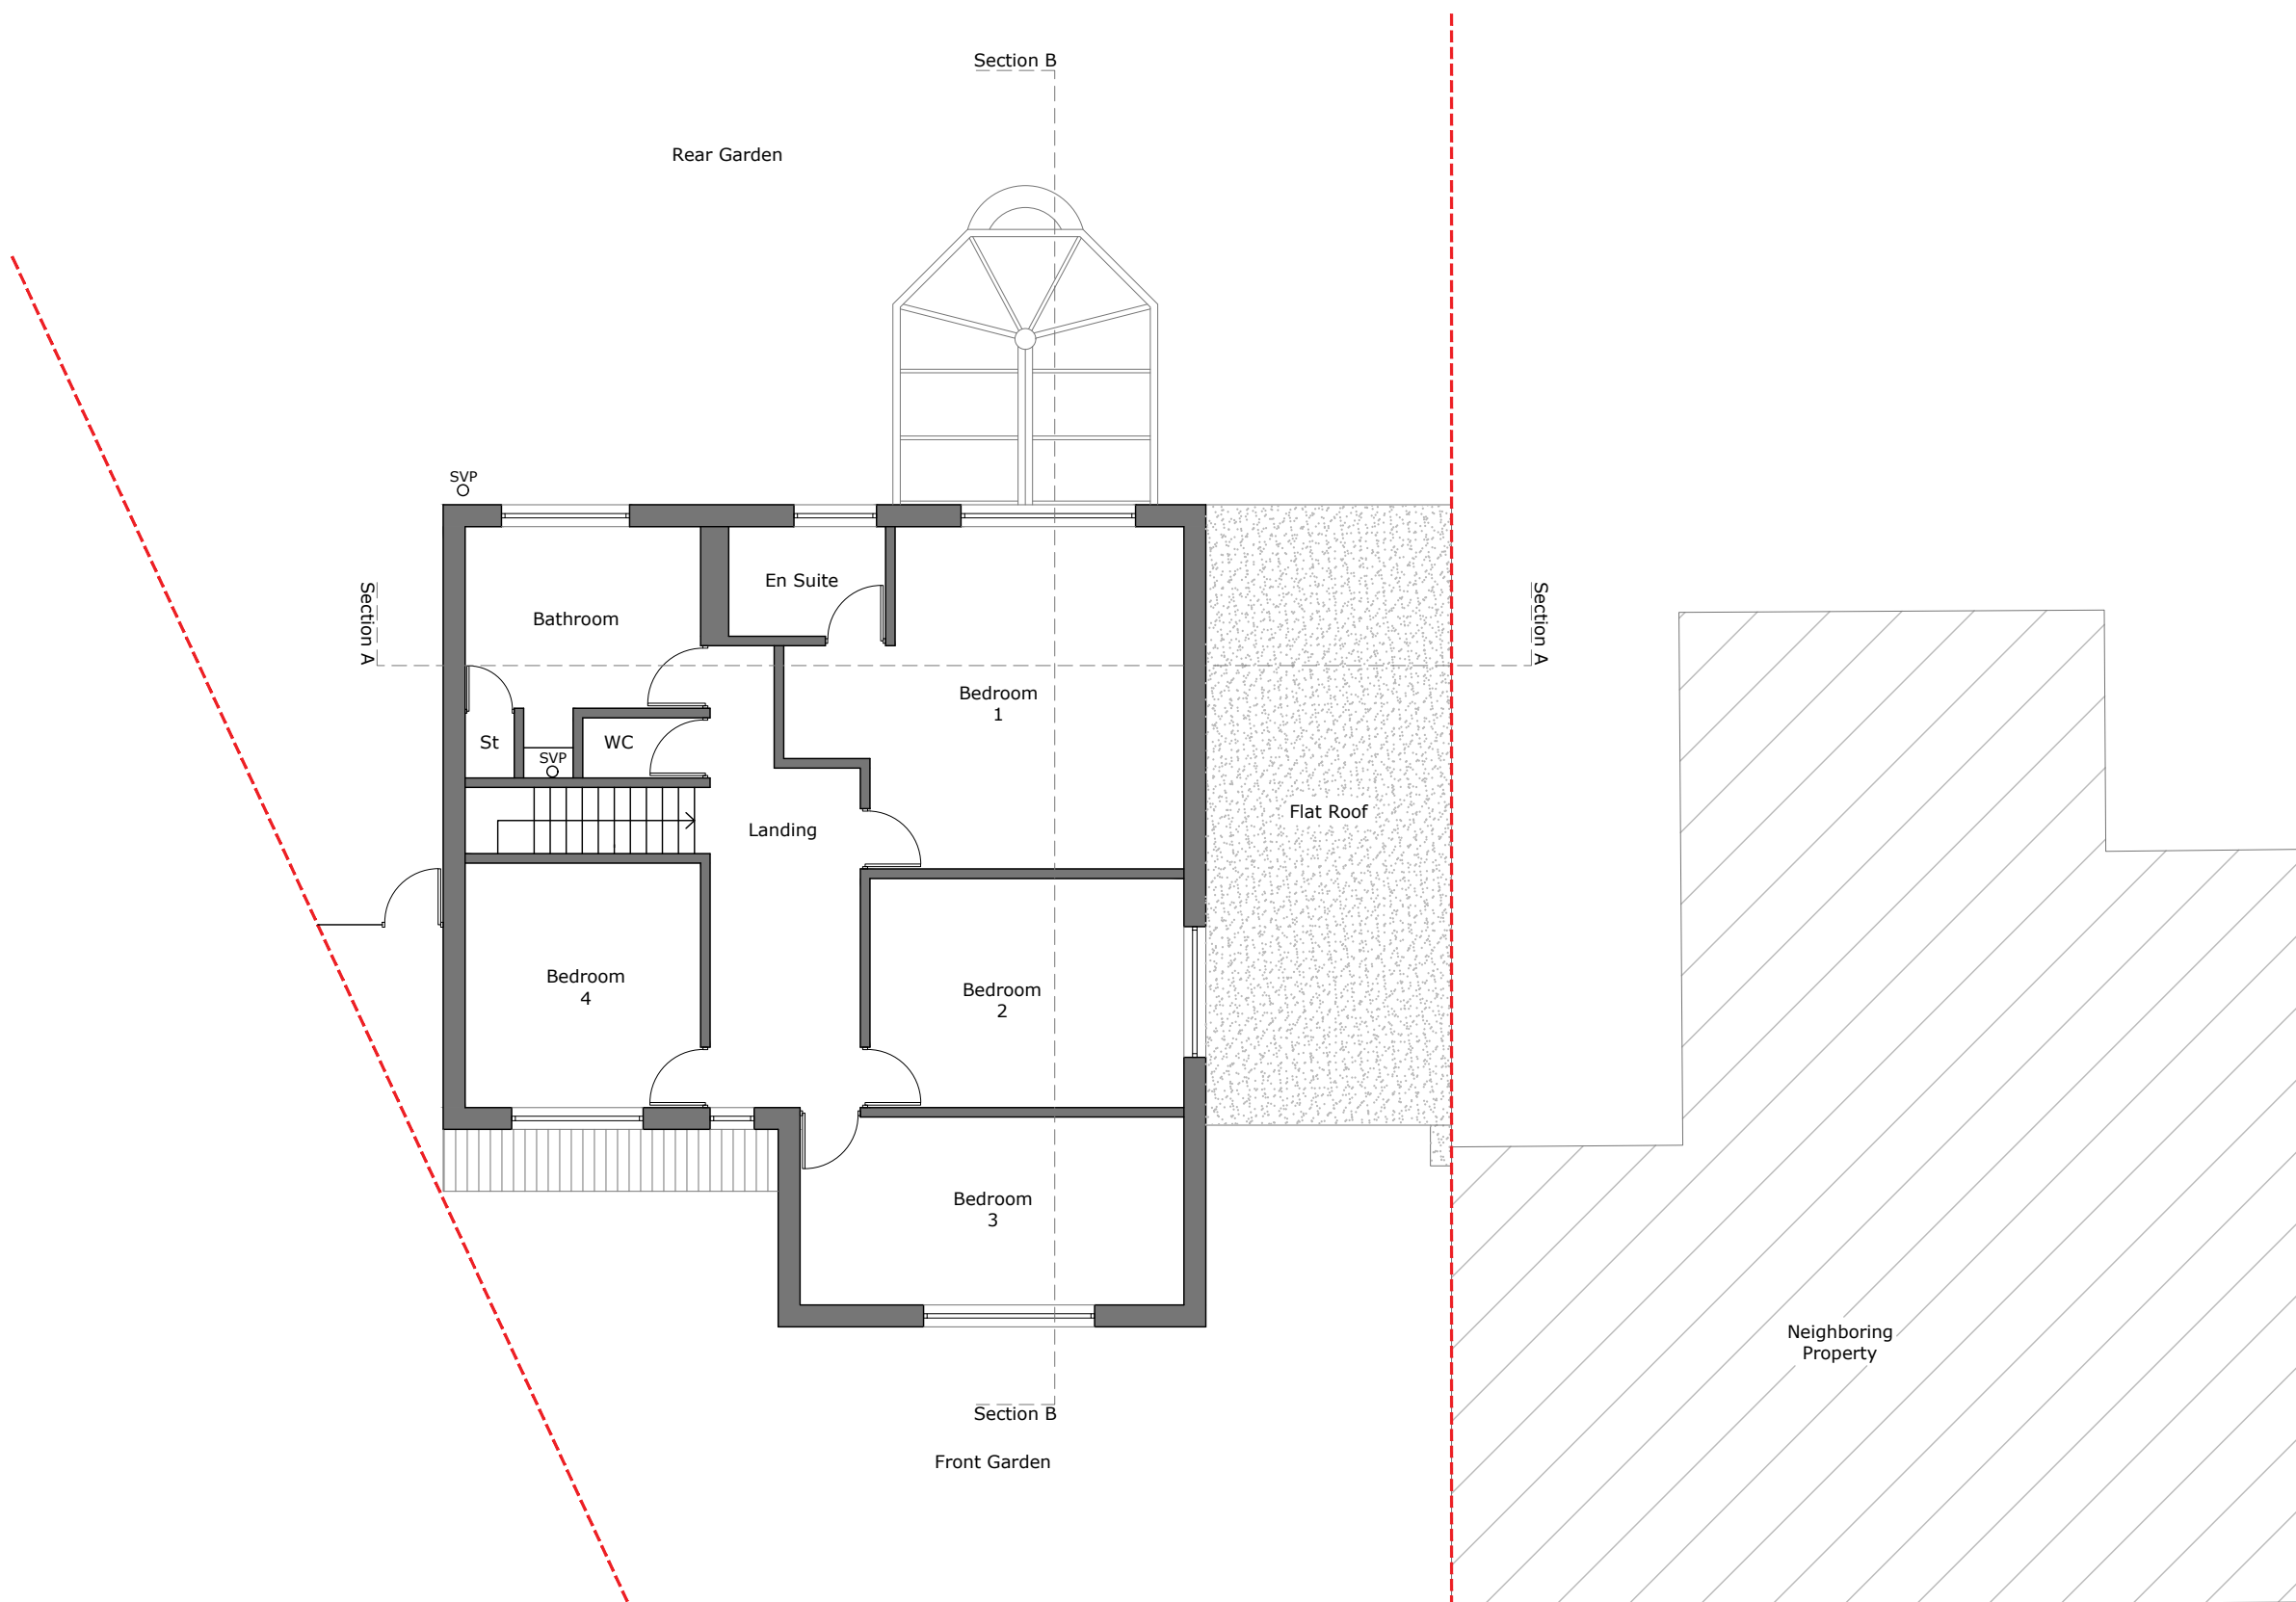 Section B
Rear Garden
SVP
En Suite
Section A
Section A
Bathroom
Bedroom
1
St
WC
SVP
Flat Roof
Landing
Bedroom
4
Bedroom
2
Bedroom
3
Neighboring
Property
Section B
Front Garden